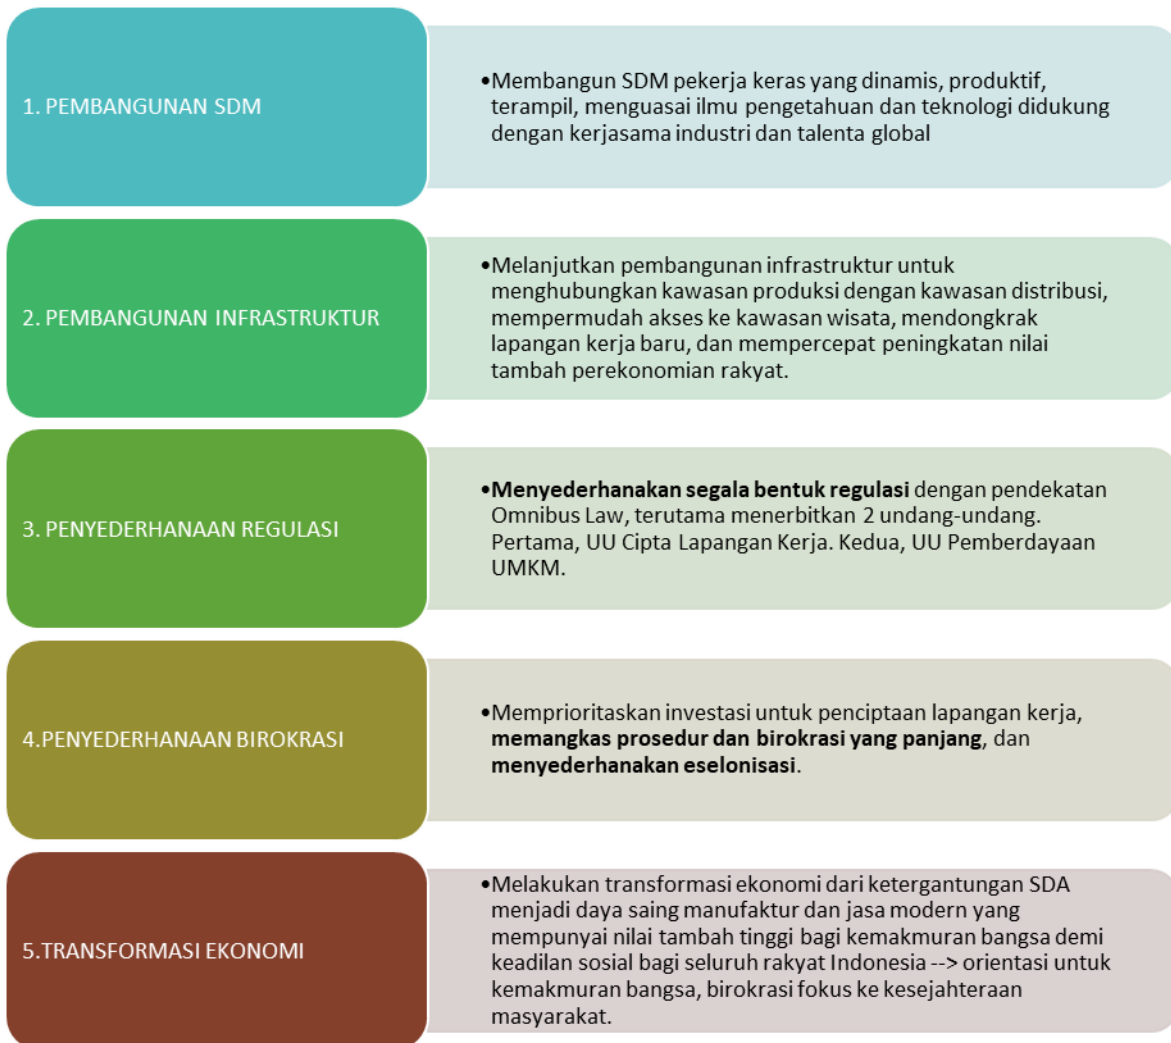 1. PEMBANGUNAN SDM
•Membangun SDM pekerja keras yang dinamis, produktif,
terampil, menguasai ilmu pengetahuan dan teknologi didukung
dengan kerjasama industri dan talenta global
2. PEMBANGUNAN INFRASTRUKTUR
•Melanjutkan pembangunan infrastruktur untuk
menghubungkan kawasan produksi dengan kawasan distribusi,
mempermudah akses ke kawasan wisata, mendongkrak
lapangan kerja baru, dan mempercepat peningkatan nilai
tambah perekonomian rakyat.
3. PENYEDERHANAAN REGULASI
•Menyederhanakan segala bentuk regulasi dengan pendekatan
Omnibus Law, terutama menerbitkan 2 undang-undang.
Pertama, UU Cipta Lapangan Kerja. Kedua, UU Pemberdayaan
UMKM.
4.PENYEDERHANAAN BIROKRASI
•Memprioritaskan investasi untuk penciptaan lapangan kerja,
memangkas prosedur dan birokrasi yang panjang, dan
menyederhanakan eselonisasi.
5.TRANSFORMASI EKONOMI
•Melakukan transformasi ekonomi dari ketergantungan SDA
menjadi daya saing manufaktur dan jasa modern yang
mempunyai nilai tambah tinggi bagi kemakmuran bangsa demi
keadilan sosial bagi seluruh rakyat Indonesia --> orientasi untuk
kemakmuran bangsa, birokrasi fokus ke kesejahteraan
masyarakat.